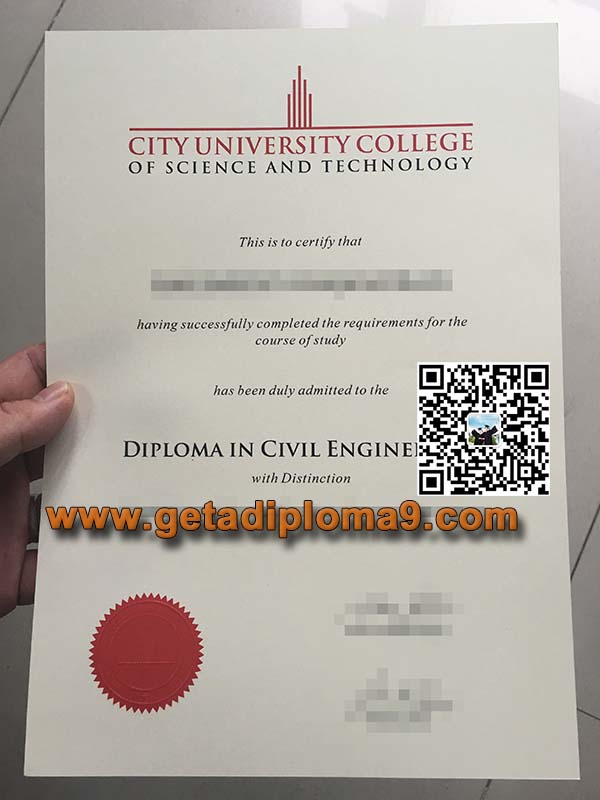 CITY UNIVERSITY COLLEGE
OF SCIENCE AND TECHNOLOGY
This is to certify that
having successfully completed the requirements for the
course of study
has been duly admitted to the
DIPLOMA IN CIVIL
with Distinction
www.getadiploma9.com